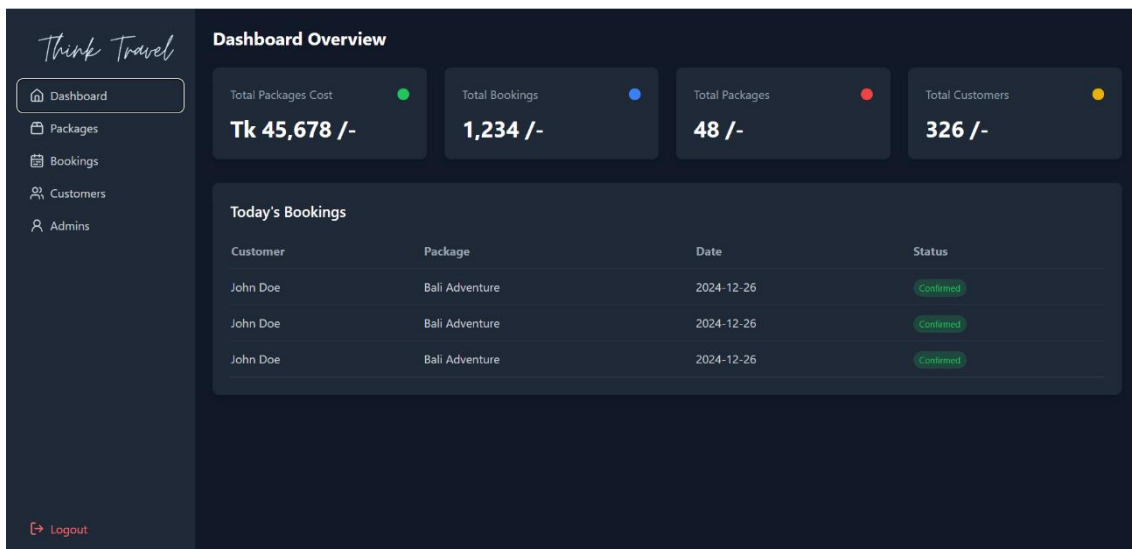 Think Travel
Dashboard
Packages
Bookings
Customers
Admins
Logout
Dashboard Overview
Total Packages Cost
Tk 45,678 /-
Total Bookings
1,234 /-
Total Packages
48 /-
Total Customers
326 /-
Today's Bookings
Customer Package Date Status
John Doe Bali Adventure 2024-12-26 Confirmed
John Doe Bali Adventure 2024-12-26 Confirmed
John Doe Bali Adventure 2024-12-26 Confirmed